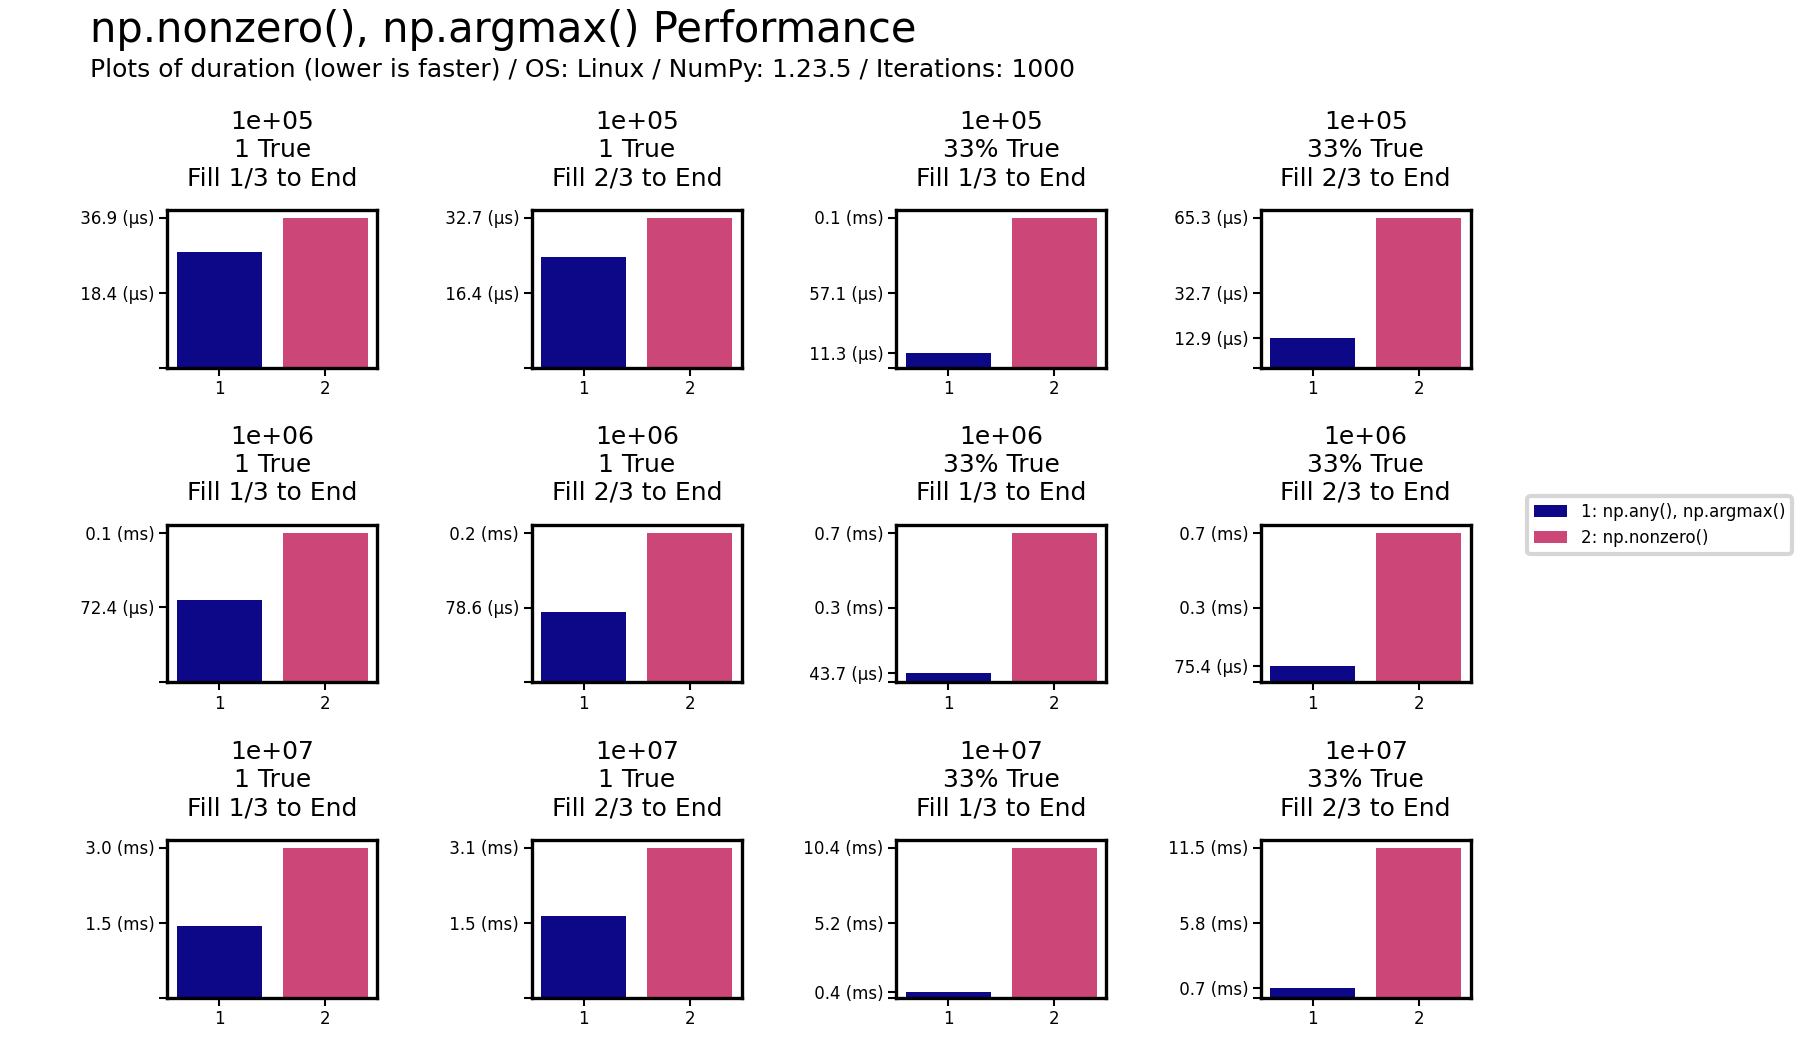 np.nonzero(), np.argmax() Performance
Plots of duration (lower is faster) / OS: Linux / NumPy: 1.23.5 / Iterations: 1000
1e+05
1 True
Fill 1/3 to End
36.9 (µs)
18.4 (µs)
1
2
1e+05
1 True
Fill 2/3 to End
32.7 (µs)
16.4 (µs)
1
2
1e+05
33% True
Fill 1/3 to End
0.1 (ms)
57.1 (µs)
11.3 (µs)
1
2
1e+05
33% True
Fill 2/3 to End
65.3 (µs)
32.7 (µs)
12.9 (µs)
1
2
1e+06
1 True
Fill 1/3 to End
0.1 (ms)
72.4 (µs)
1
2
1e+06
1 True
Fill 2/3 to End
0.2 (ms)
78.6 (µs)
1
2
1e+06
33% True
Fill 1/3 to End
0.7 (ms)
0.3 (ms)
43.7 (µs)
1
2
1e+06
33% True
Fill 2/3 to End
0.7 (ms)
0.3 (ms)
75.4 (µs)
1
2
1: np.any(), np.argmax()
2: np.nonzero()
1e+07
1 True
Fill 1/3 to End
3.0 (ms)
1.5 (ms)
1
2
1e+07
1 True
Fill 2/3 to End
3.1 (ms)
1.5 (ms)
1
2
1e+07
33% True
Fill 1/3 to End
10.4 (ms)
5.2 (ms)
0.4 (ms)
1
2
1e+07
33% True
Fill 2/3 to End
11.5 (ms)
5.8 (ms)
0.7 (ms)
1
2